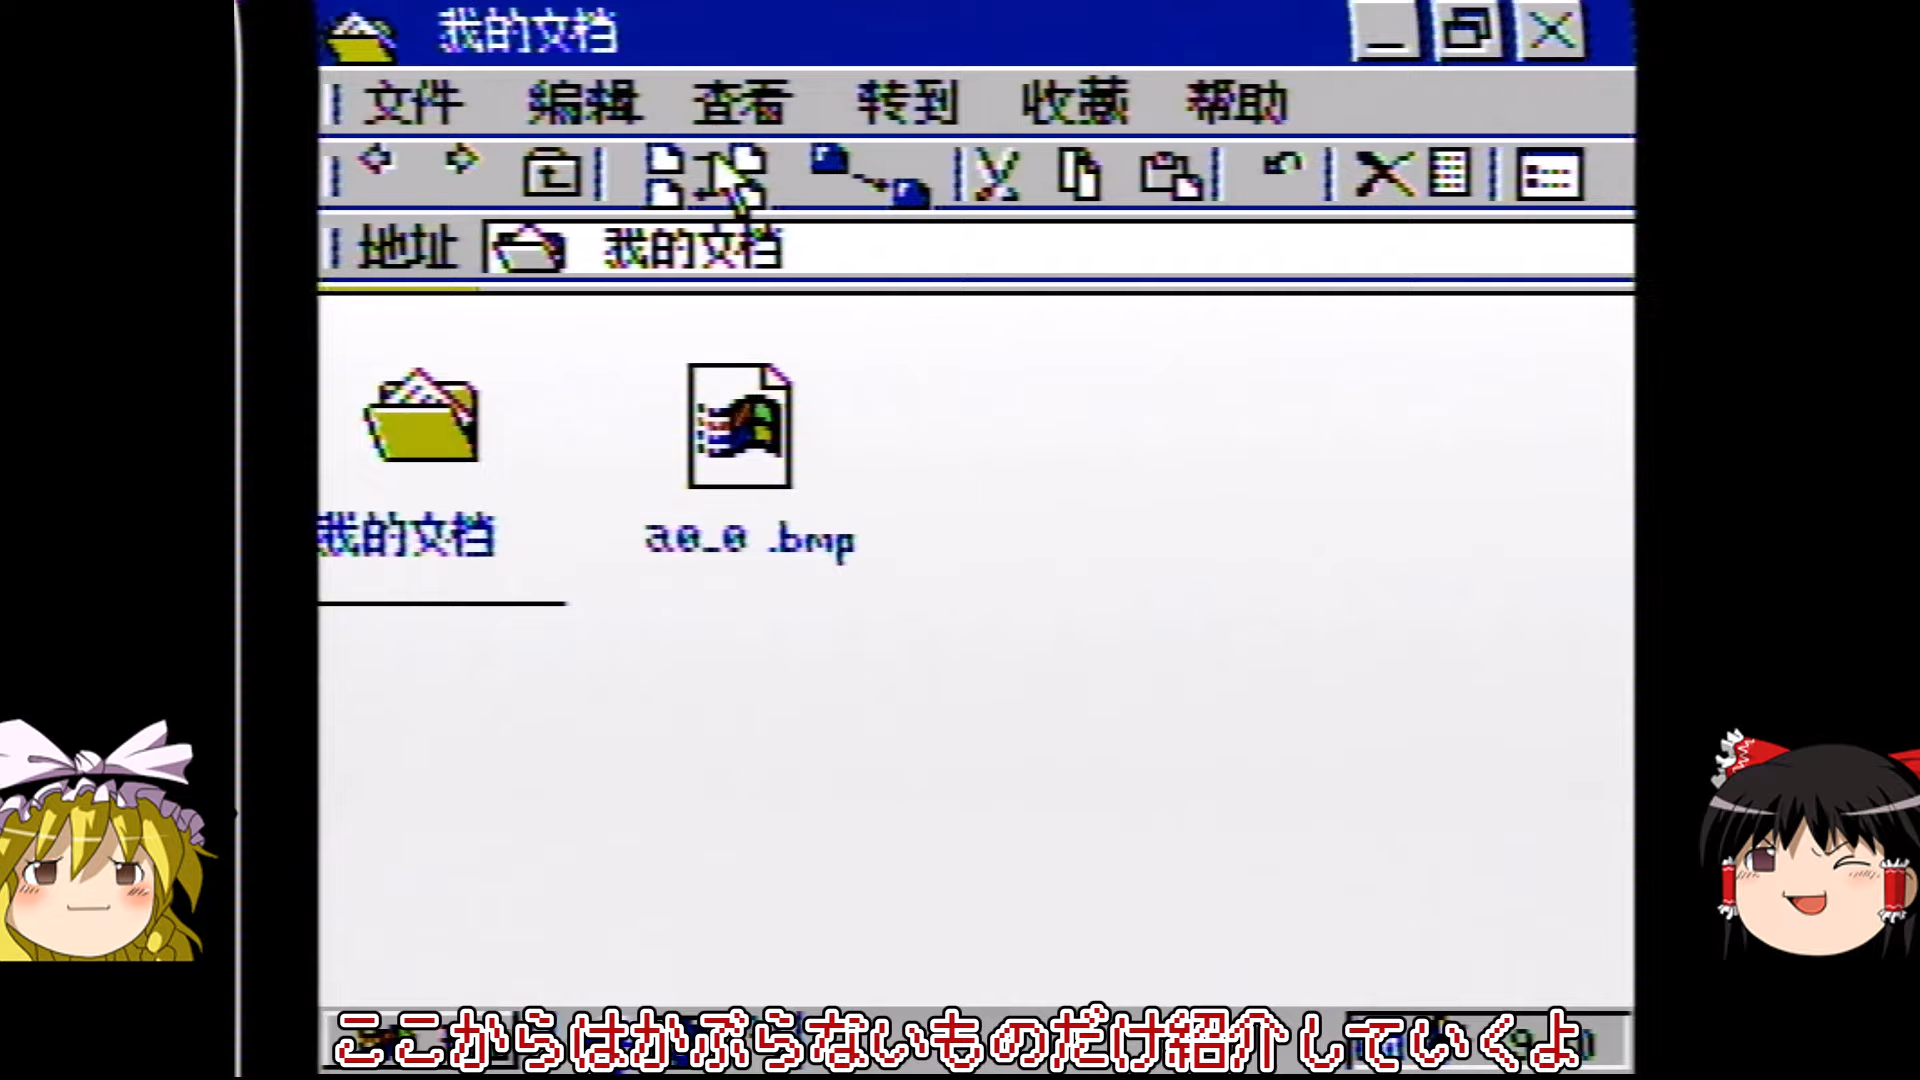 我的文档
文件 编辑 查看 转到 收藏 帮助
地址 我的文档
我的文档 a0_0 .bmp
ここからはかぶらないものだけ紹介していくよ